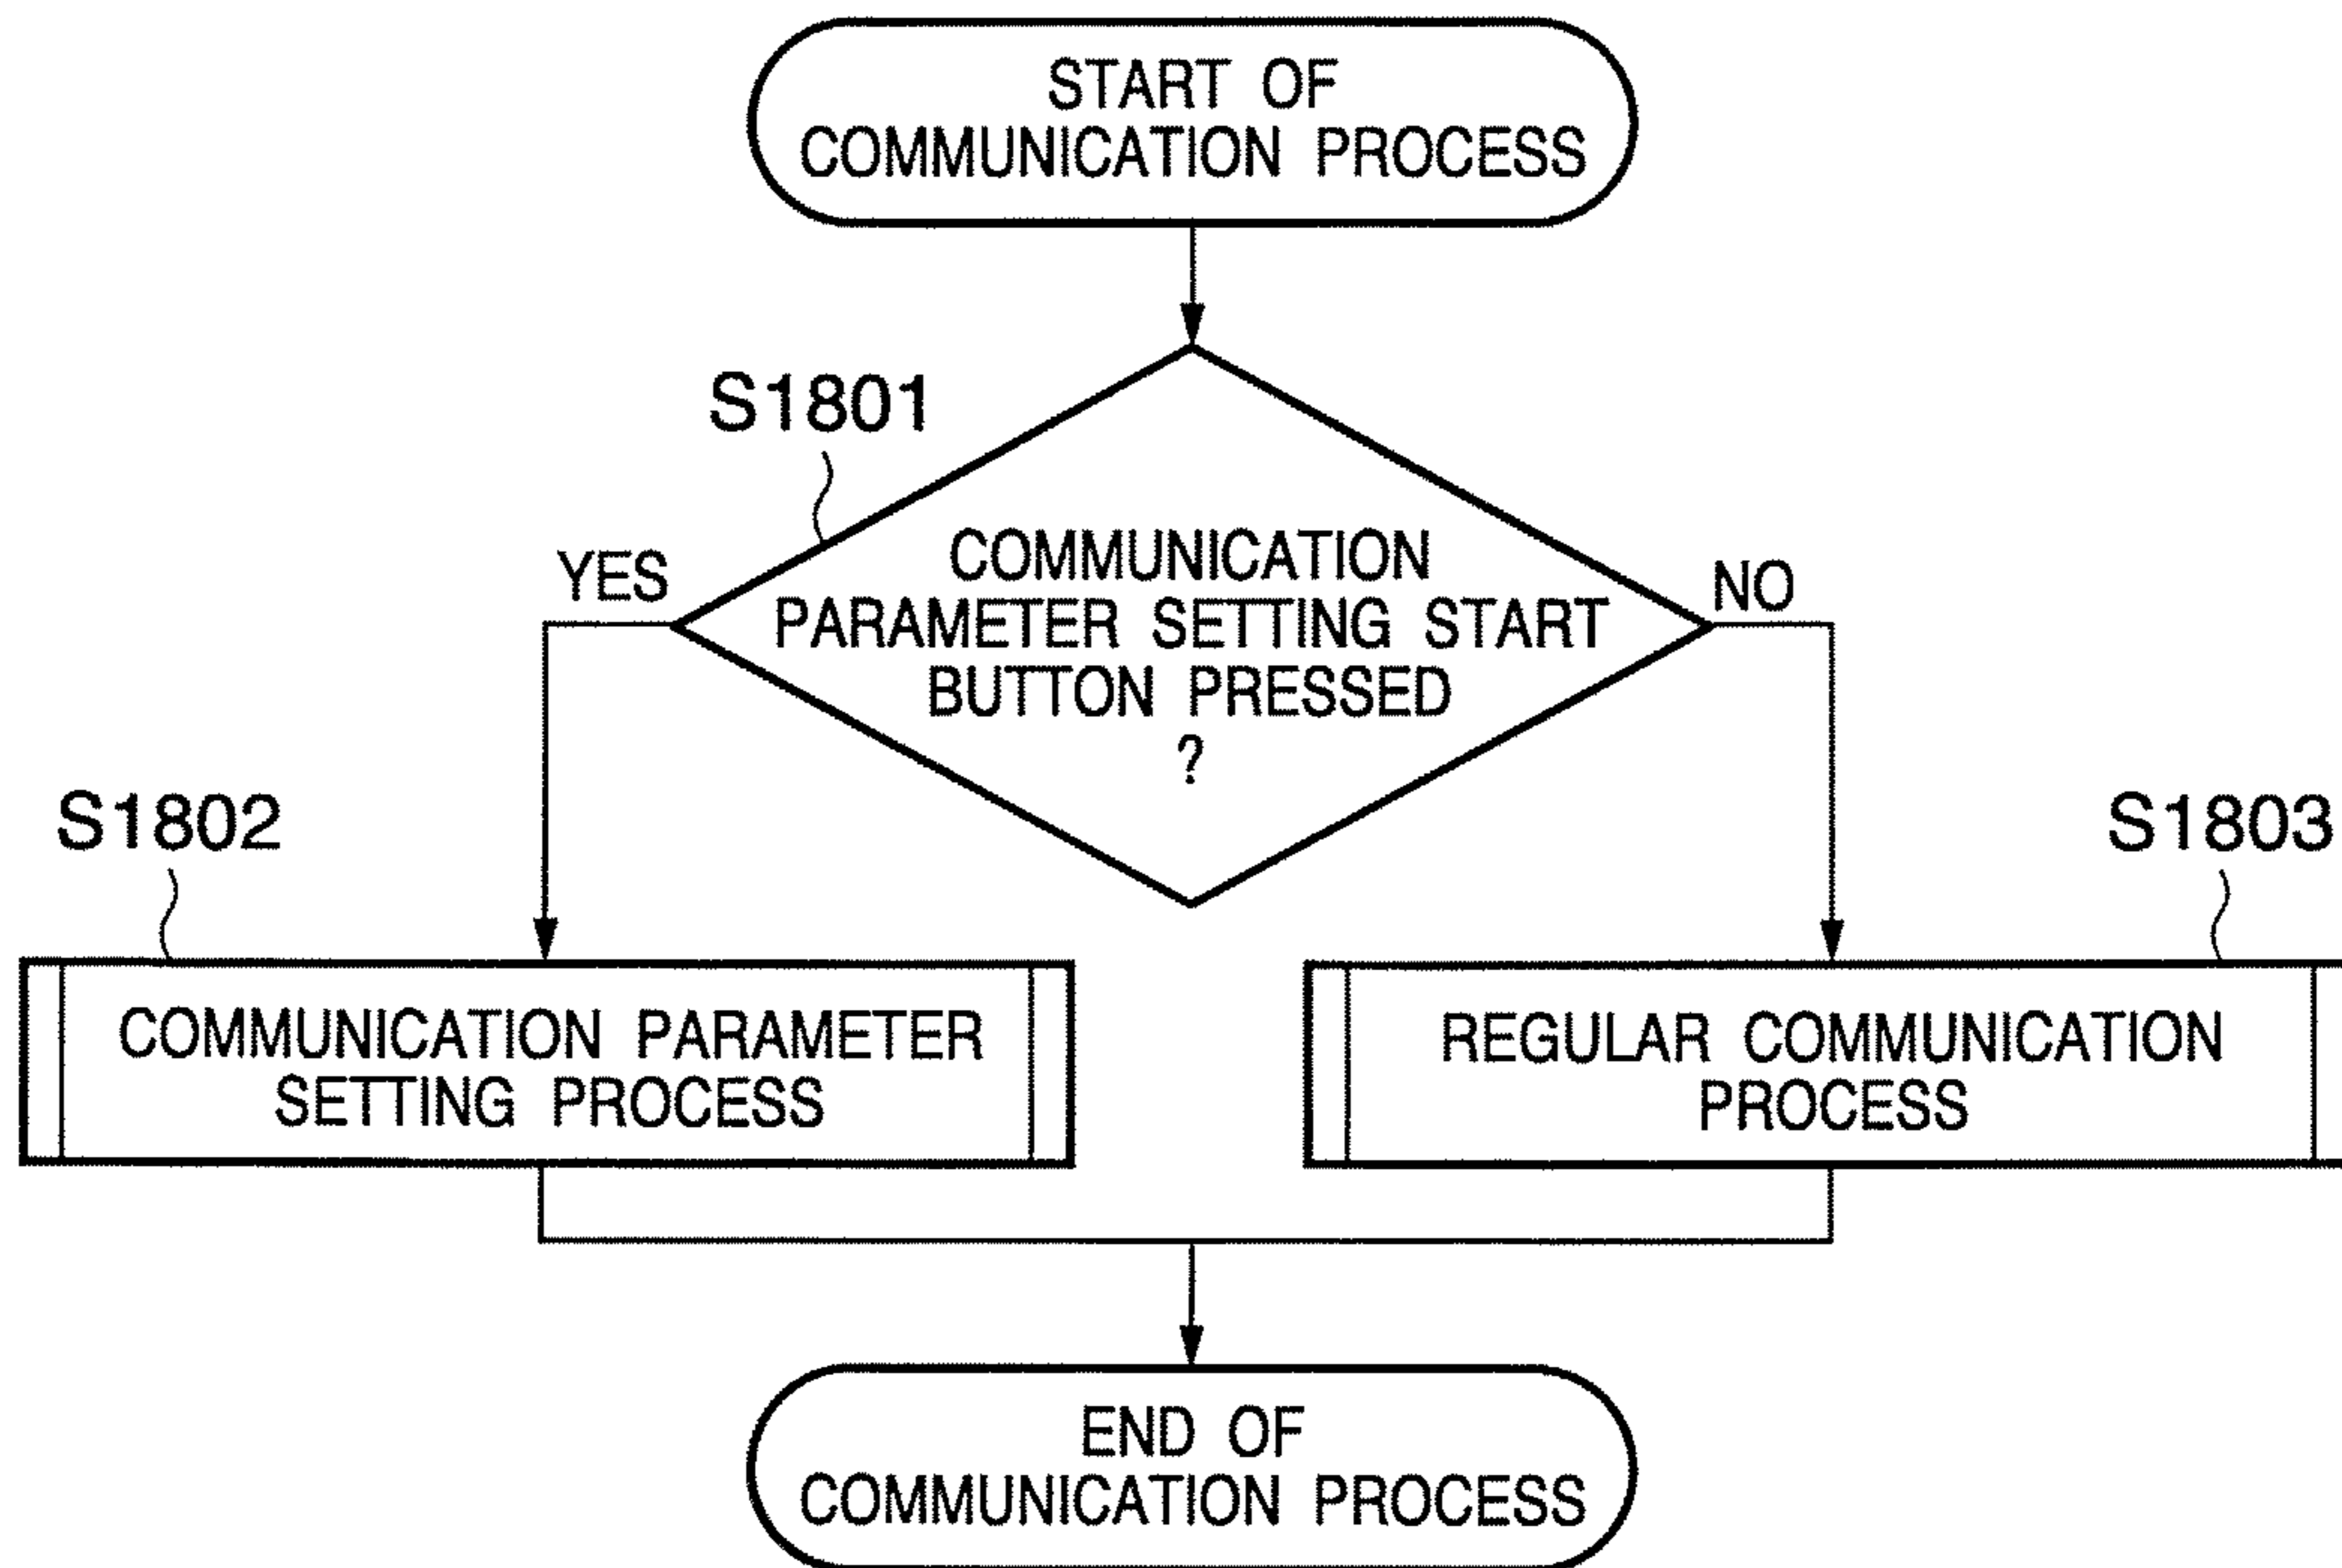 START OF
COMMUNICATION PROCESS
S1801
YES
COMMUNICATION
PARAMETER SETTING START
BUTTON PRESSED
?
NO
S1802
S1803
COMMUNICATION PARAMETER
SETTING PROCESS
REGULAR COMMUNICATION
PROCESS
END OF
COMMUNICATION PROCESS